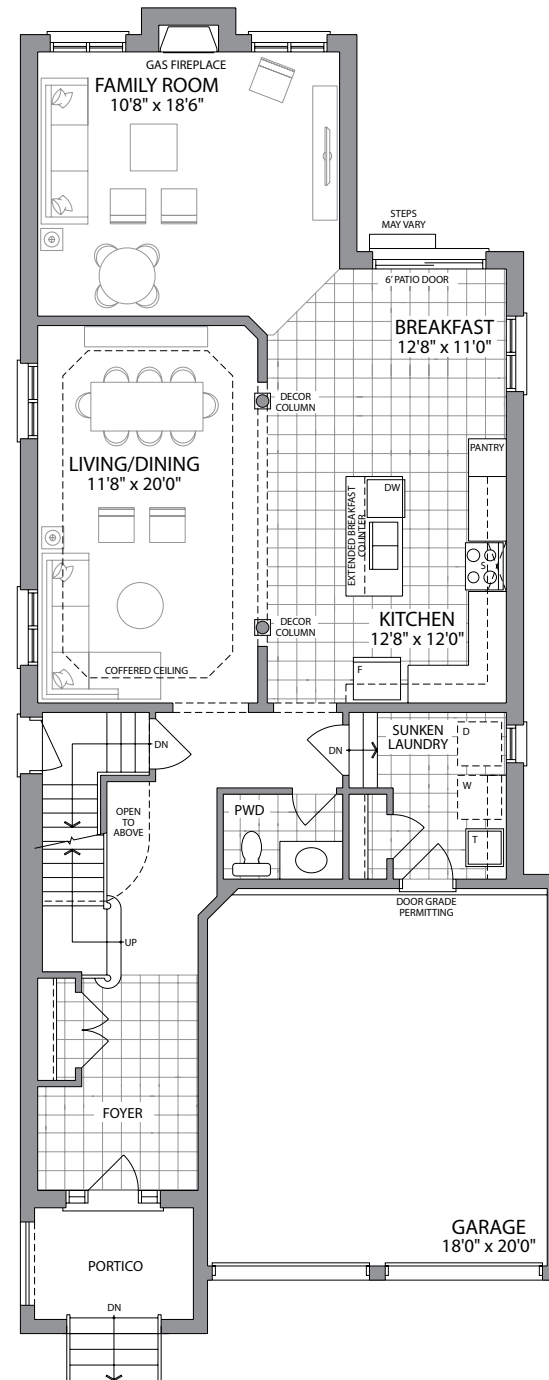 GAS FIREPLACE
FAMILY ROOM
10'8" x 18'6"
STEPS
MAY VARY
6' PATIO DOOR
BREAKFAST
12'8" x 11'0"
DECOR
COLUMN
PANTRY
LIVING/DINING
11'8" x 20'0"
DW
EXTENDED BREAKFAST
COUNTER
S
KITCHEN
12'8" x 12'0"
DECOR
COLUMN
COFFERED CEILING
F
SUNKEN
LAUNDRY
D
DN
DN
W
OPEN
TO
ABOVE
PWD
T
DOOR GRADE
PERMITTING
UP
FOYER
GARAGE
18'0" x 20'0"
PORTICO
DN